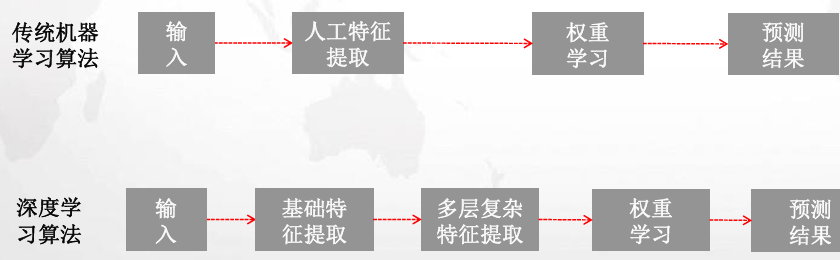 传统机器
学习算法
输
入
人工特征
提取
权重
学习
预测
结果
深度学
习算法
输
入
基础特
征提取
多层复杂
特征提取
权重
学习
预测
结果